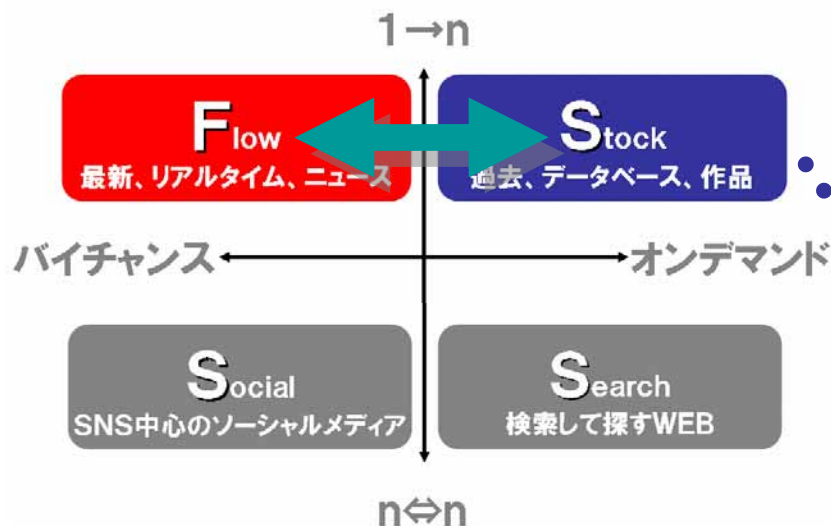 1→n
Flow
最新、リアルタイム、ニュース
Stock
過去、データベース、作品
バイチャンス
オンデマンド
Social
SNS中心のソーシャルメディア
Search
検索して探すWEB
n⇔n